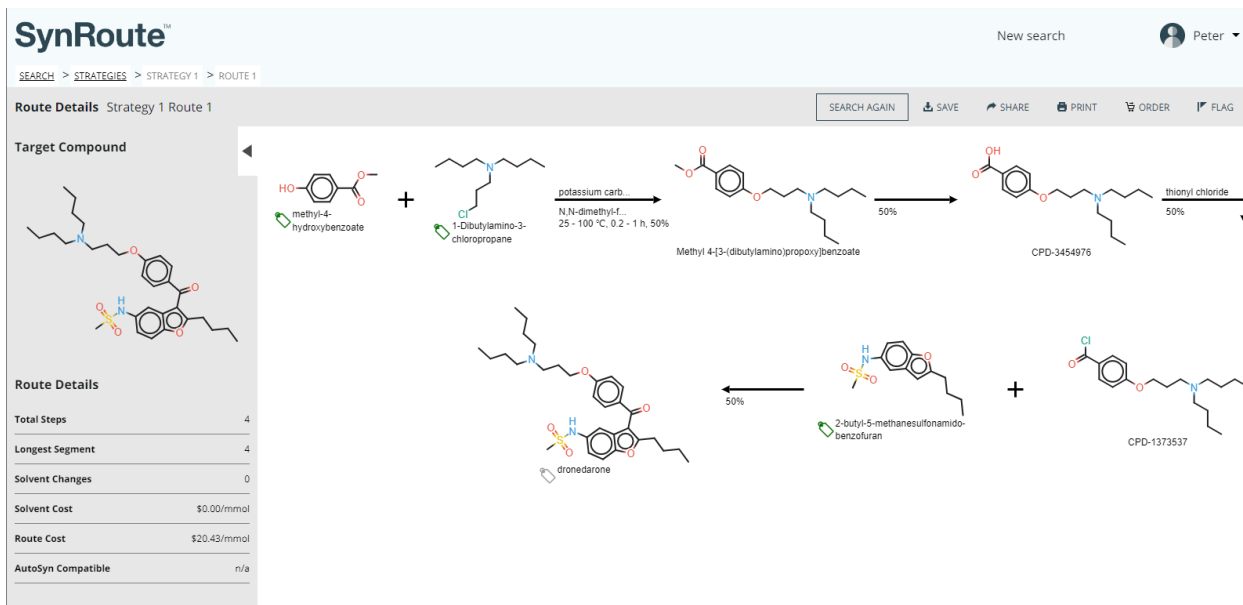 SynRoute™
New search
Peter
SEARCH > STRATEGIES > STRATEGY 1 > ROUTE 1
Route Details Strategy 1 Route 1
SEARCH AGAIN
SAVE
SHARE
PRINT
ORDER
FLAG
Target Compound
N
O
O
H
N
O
S
O
O
Route Details
Total Steps 4
Longest Segment 4
Solvent Changes 0
Solvent Cost $0.00/mmol
Route Cost $20.43/mmol
AutoSyn Compatible n/a
HO
O
O
methyl-4-
hydroxybenzoate
+
N
Cl
1-Dibutylamino-3-
chloropropane
potassium carb...
N,N-dimethyl-f...
25 - 100 °C, 0.2 - 1 h, 50%
O
O
O
N
Methyl 4-[3-(dibutylamino)propoxy]benzoate
50%
OH
O
O
N
CPD-3454976
thionyl chloride
50%
N
O
O
H
N
O
S
O
O
dronedarone
50%
H
N
O
S
O
O
2-butyl-5-methanesulfonamido-
benzofuran
+
Cl
O
O
N
CPD-1373537